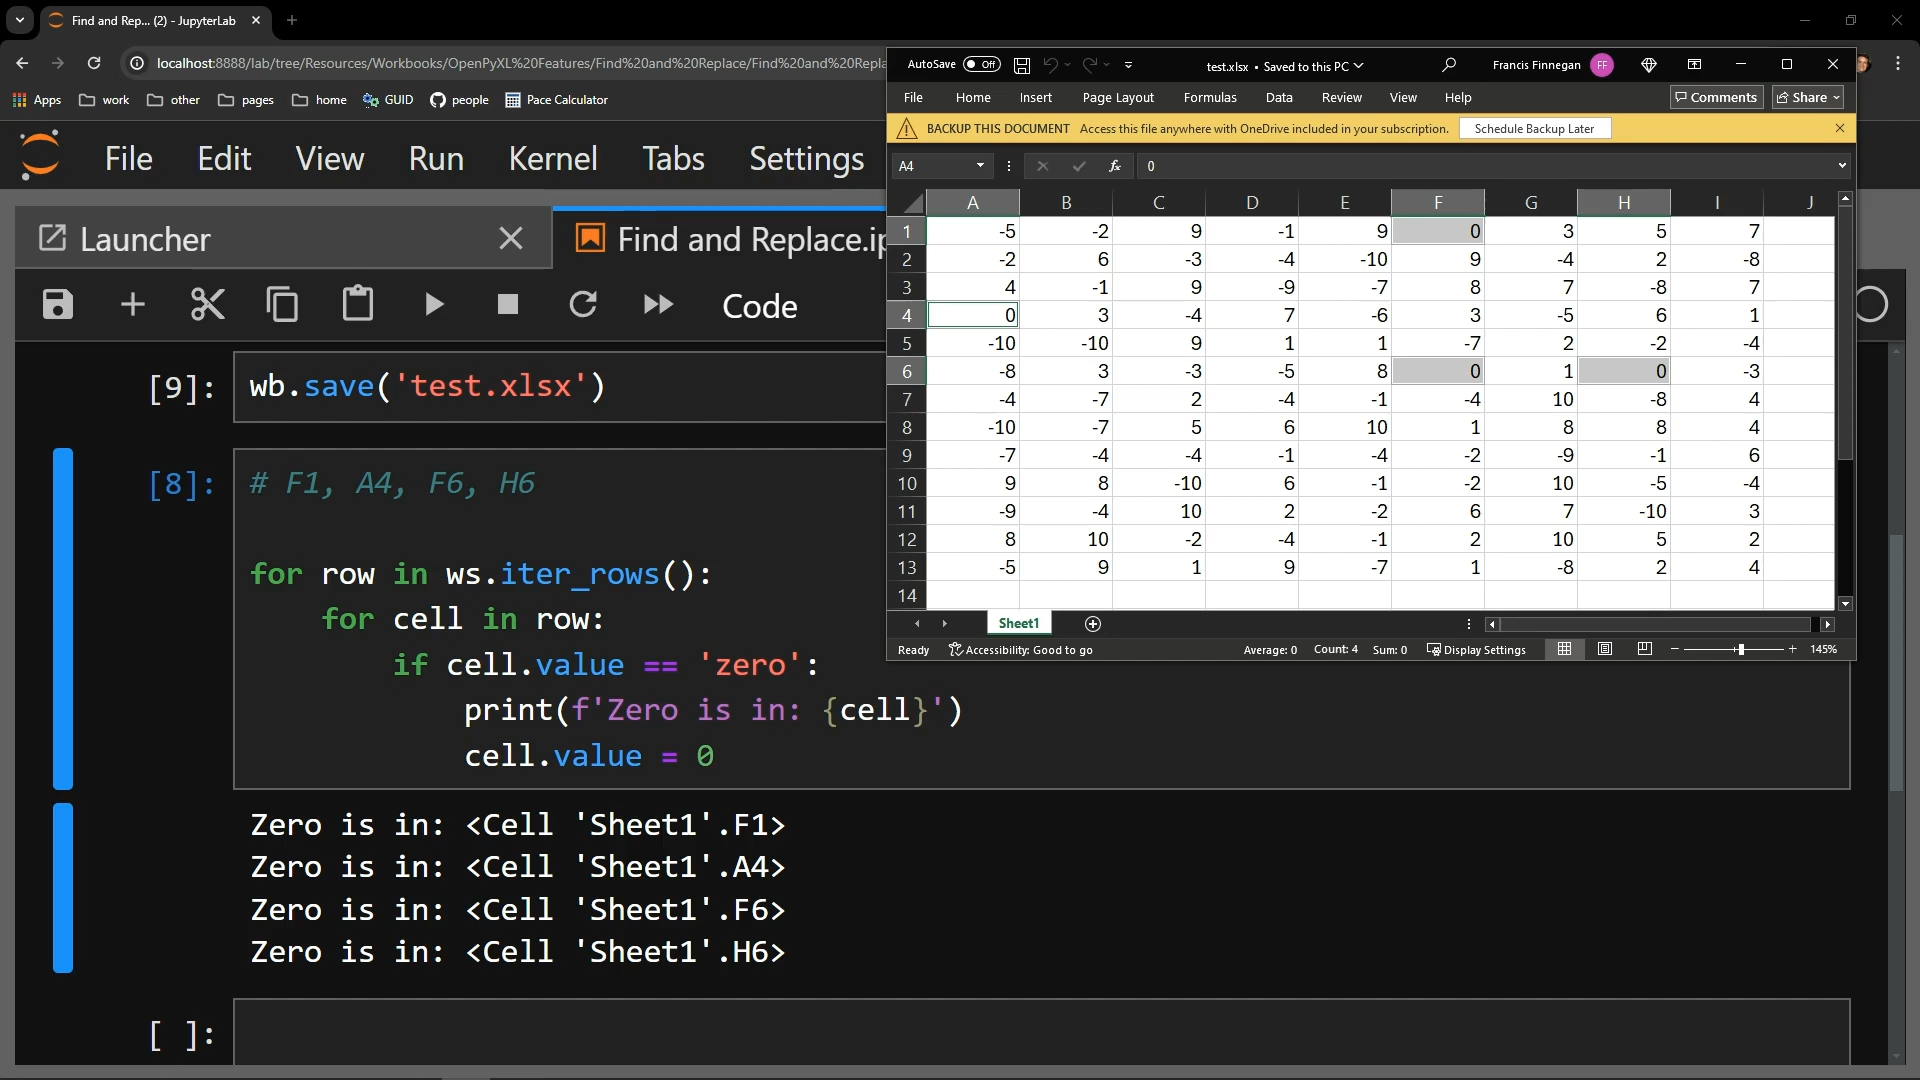 Find and Rep... (2) - JupyterLab
localhost:8888/lab/tree/Resources/Workbooks/OpenPyXL%20Features/Find%20and%20Replace/Find%20and%20Repla
Apps work other pages home GUID people Pace Calculator
File Edit View Run Kernel Tabs Settings
Launcher
Find and Replace.ip
Code
[9]: wb.save('test.xlsx')
[8]: # F1, A4, F6, H6
for row in ws.iter_rows():
for cell in row:
if cell.value == 'zero':
print(f'Zero is in: {cell}')
cell.value = 0
Zero is in: <Cell 'Sheet1'.F1>
Zero is in: <Cell 'Sheet1'.A4>
Zero is in: <Cell 'Sheet1'.F6>
Zero is in: <Cell 'Sheet1'.H6>
[ ]:
AutoSave Off test.xlsx • Saved to this PC Francis Finnegan FF
File Home Insert Page Layout Formulas Data Review View Help Comments Share
BACKUP THIS DOCUMENT Access this file anywhere with OneDrive included in your subscription. Schedule Backup Later
A4 fx 0
A B C D E F G H I J
1 -5 -2 9 -1 9 0 3 5 7
2 -2 6 -3 -4 -10 9 -4 2 -8
3 4 -1 9 -9 -7 8 7 -8 7
4 0 3 -4 7 -6 3 -5 6 1
5 -10 -10 9 1 1 -7 2 -2 -4
6 -8 3 -3 -5 8 0 1 0 -3
7 -4 -7 2 -4 -1 -4 10 -8 4
8 -10 -7 5 6 10 1 8 8 4
9 -7 -4 -4 -1 -4 -2 -9 -1 6
10 9 8 -10 6 -1 -2 10 -5 -4
11 -9 -4 10 2 -2 6 7 -10 3
12 8 10 -2 -4 -1 2 10 5 2
13 -5 9 1 9 -7 1 -8 2 4
14
Sheet1
Ready Accessibility: Good to go Average: 0 Count: 4 Sum: 0 Display Settings 145%